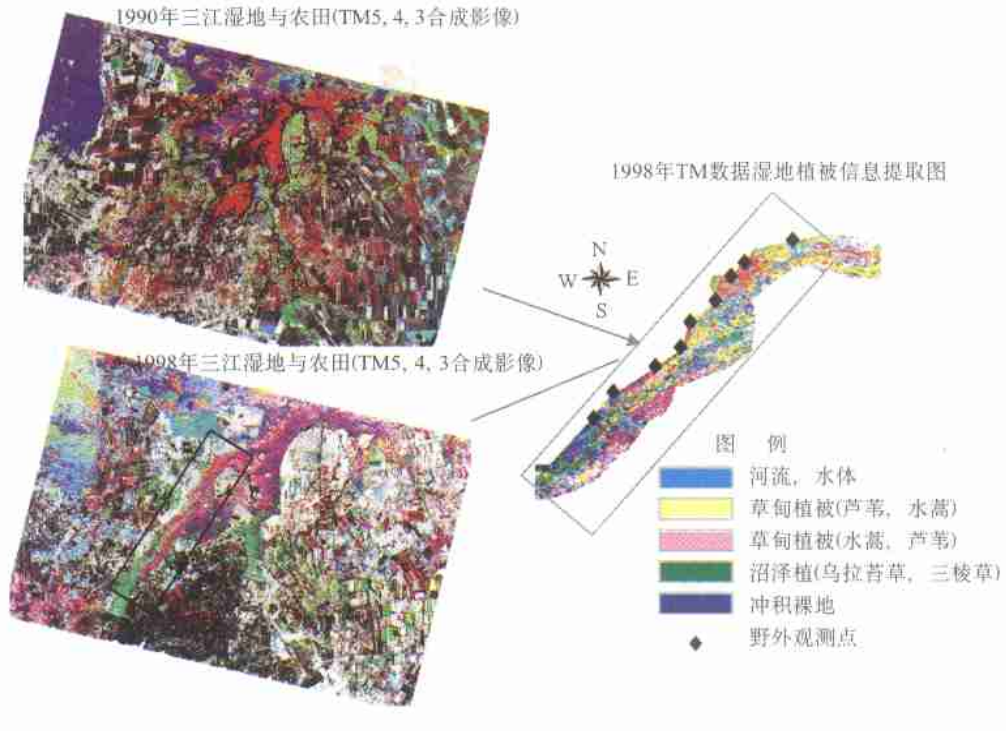 1990年三江湿地与农田(TM5, 4, 3合成影像)
1998年TM数据湿地植被信息提取图
N
W E
S
1998年三江湿地与农田(TM5, 4, 3合成影像)
图 例
河流，水体
草甸植被(芦苇，水蒿)
草甸植被(水蒿，芦苇)
沼泽植(乌拉苔草，三棱草)
冲积裸地
野外观测点